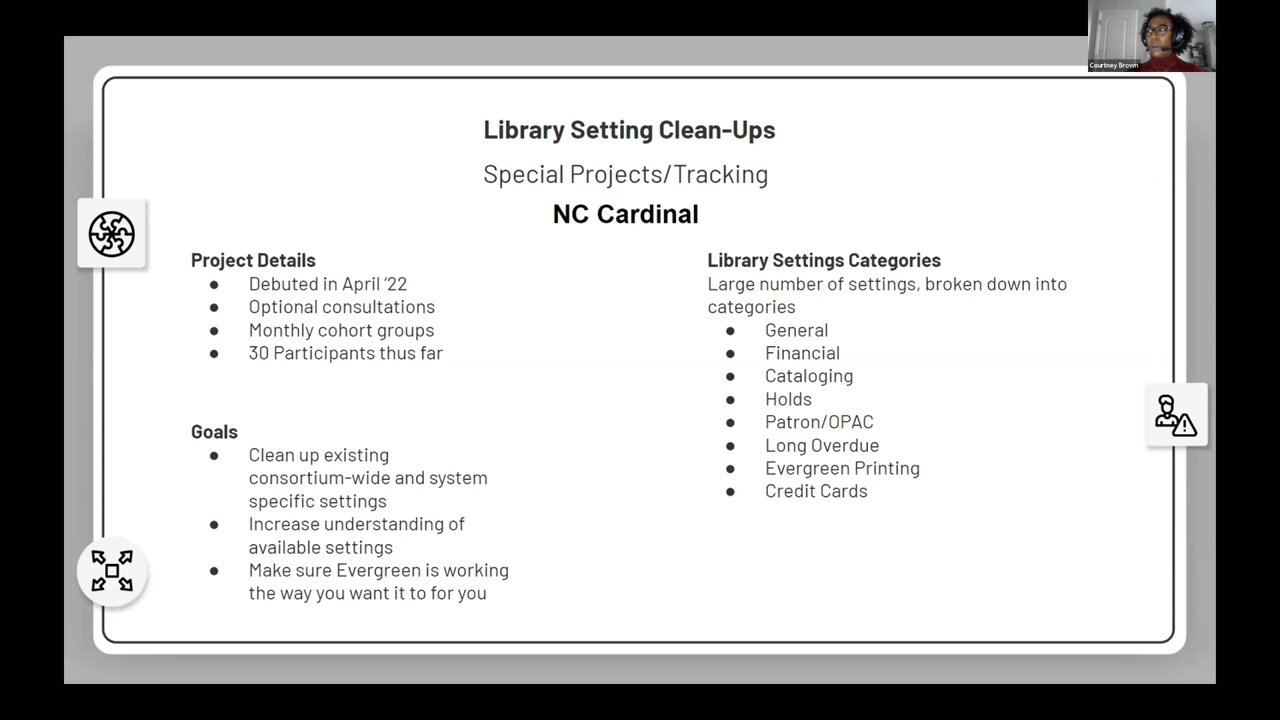 Courtney Brown
Library Setting Clean-Ups
Special Projects/Tracking
NC Cardinal
Project Details
● Debuted in April ‘22
● Optional consultations
● Monthly cohort groups
● 30 Participants thus far
Goals
● Clean up existing
consortium-wide and system
specific settings
● Increase understanding of
available settings
● Make sure Evergreen is working
the way you want it to for you
Library Settings Categories
Large number of settings, broken down into
categories
● General
● Financial
● Cataloging
● Holds
● Patron/OPAC
● Long Overdue
● Evergreen Printing
● Credit Cards